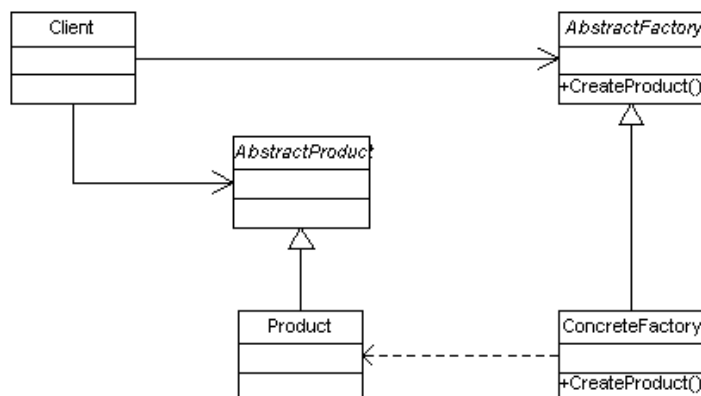 Client
AbstractFactory
+CreateProduct()
AbstractProduct
Product
ConcreteFactory
+CreateProduct()